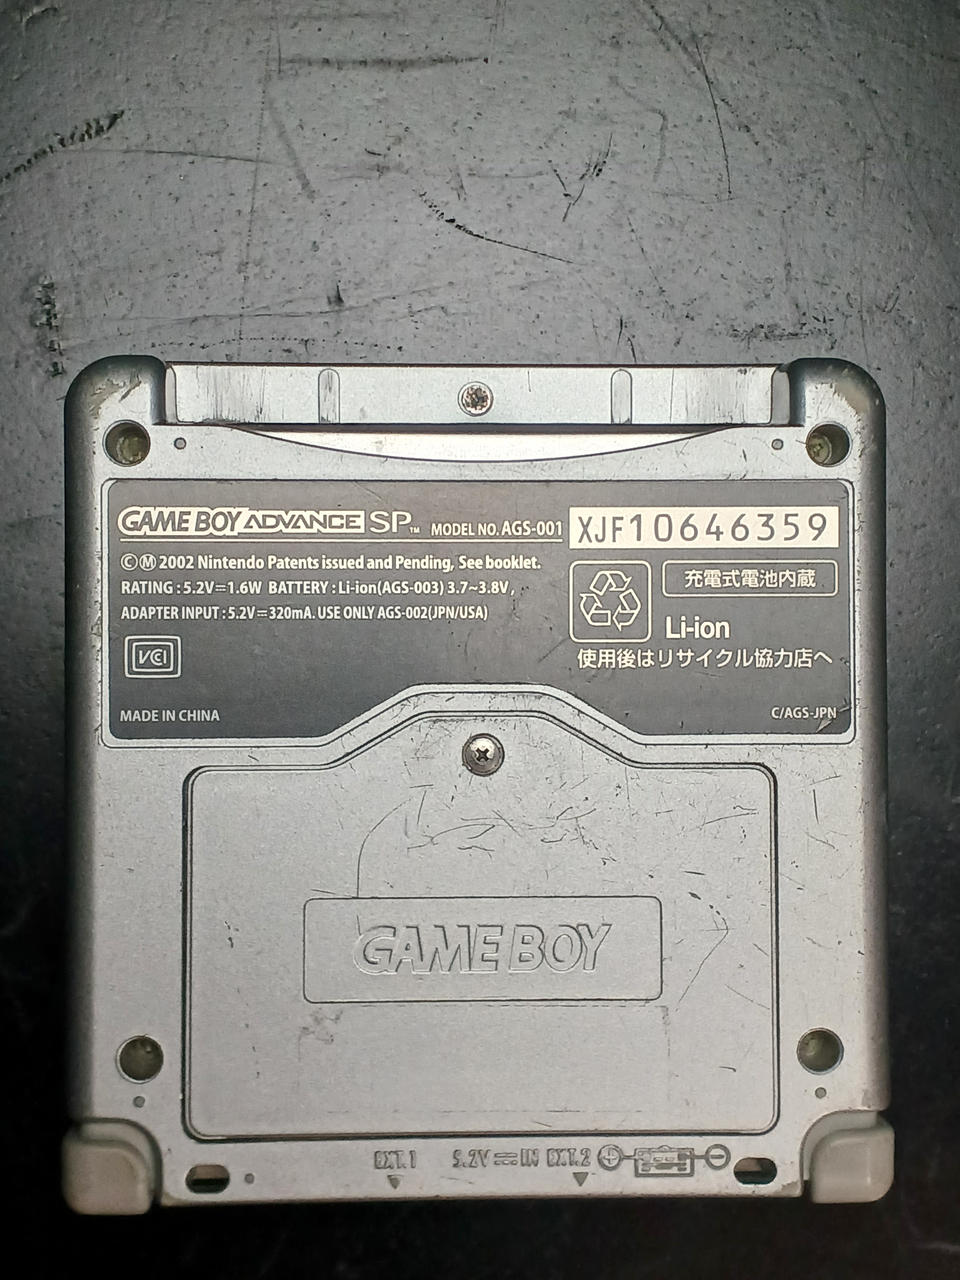 GAME BOY ADVANCE SP™ MODEL NO. AGS-001 XJF10646359
©Ⓜ 2002 Nintendo Patents issued and Pending, See booklet.
RATING : 5.2V⎓1.6W BATTERY : Li-ion(AGS-003) 3.7~3.8V,
ADAPTER INPUT : 5.2V⎓320mA. USE ONLY AGS-002(JPN/USA)
VCI
MADE IN CHINA
充電式電池内蔵
Li-ion
使用後はリサイクル協力店へ
C/AGS-JPN
GAME BOY
EXT.1 5.2V⎓IN EXT.2